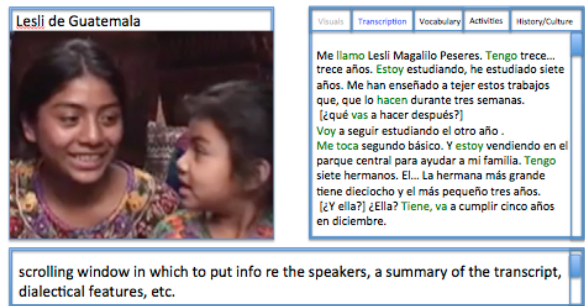 Lesli de Guatemala
Visuals Transcription Vocabulary Activities History/Culture
Me llamo Lesli Magalilo Peseres. Tengo trece...
trece años. Estoy estudiando, he estudiado siete
años. Me han enseñado a tejer estos trabajos
que, que lo hacen durante tres semanas.
[¿qué vas a hacer después?]
Voy a seguir estudiando el otro año .
Me toca segundo básico. Y estoy vendiendo en el
parque central para ayudar a mi familia. Tengo
siete hermanos. El... La hermana más grande
tiene dieciocho y el más pequeño tres años.
[¿Y ella?] ¿Ella? Tiene, va a cumplir cinco años
en diciembre.
scrolling window in which to put info re the speakers, a summary of the transcript,
dialectical features, etc.